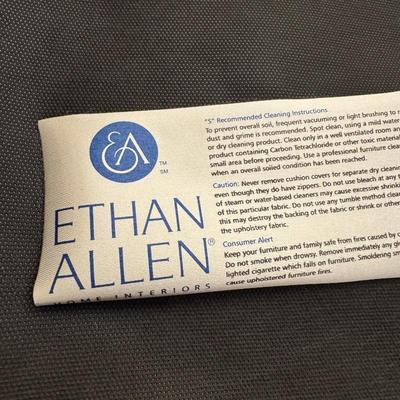 EA
TM
SM
ETHAN
ALLEN®
HOME INTERIORS
"S" Recommended Cleaning Instructions
To prevent overall soil, frequent vacuuming or light brushing to r
dust and grime is recommended. Spot clean, using a mild water
or dry cleaning product. Clean only in a well ventilated room an
product containing Carbon Tetrachloride or other toxic material
small area before proceeding. Use a professional furniture clean
when an overall soiled condition has been reached.
Caution: Never remove cushion covers for separate dry cleaning
even though they do have zippers. Do not use bleach at any t
of steam or water-based cleaners may cause excessive shrink
of this particular fabric. Do not use any tumble method clean
this may destroy the backing of the fabric or shrink or other
the upholstery fabric.
Consumer Alert
Keep your furniture and family safe from fires caused by c
Do not smoke when drowsy. Remove immediately any glo
lighted cigarette which falls on furniture. Smoldering sm
cause upholstered furniture fires.